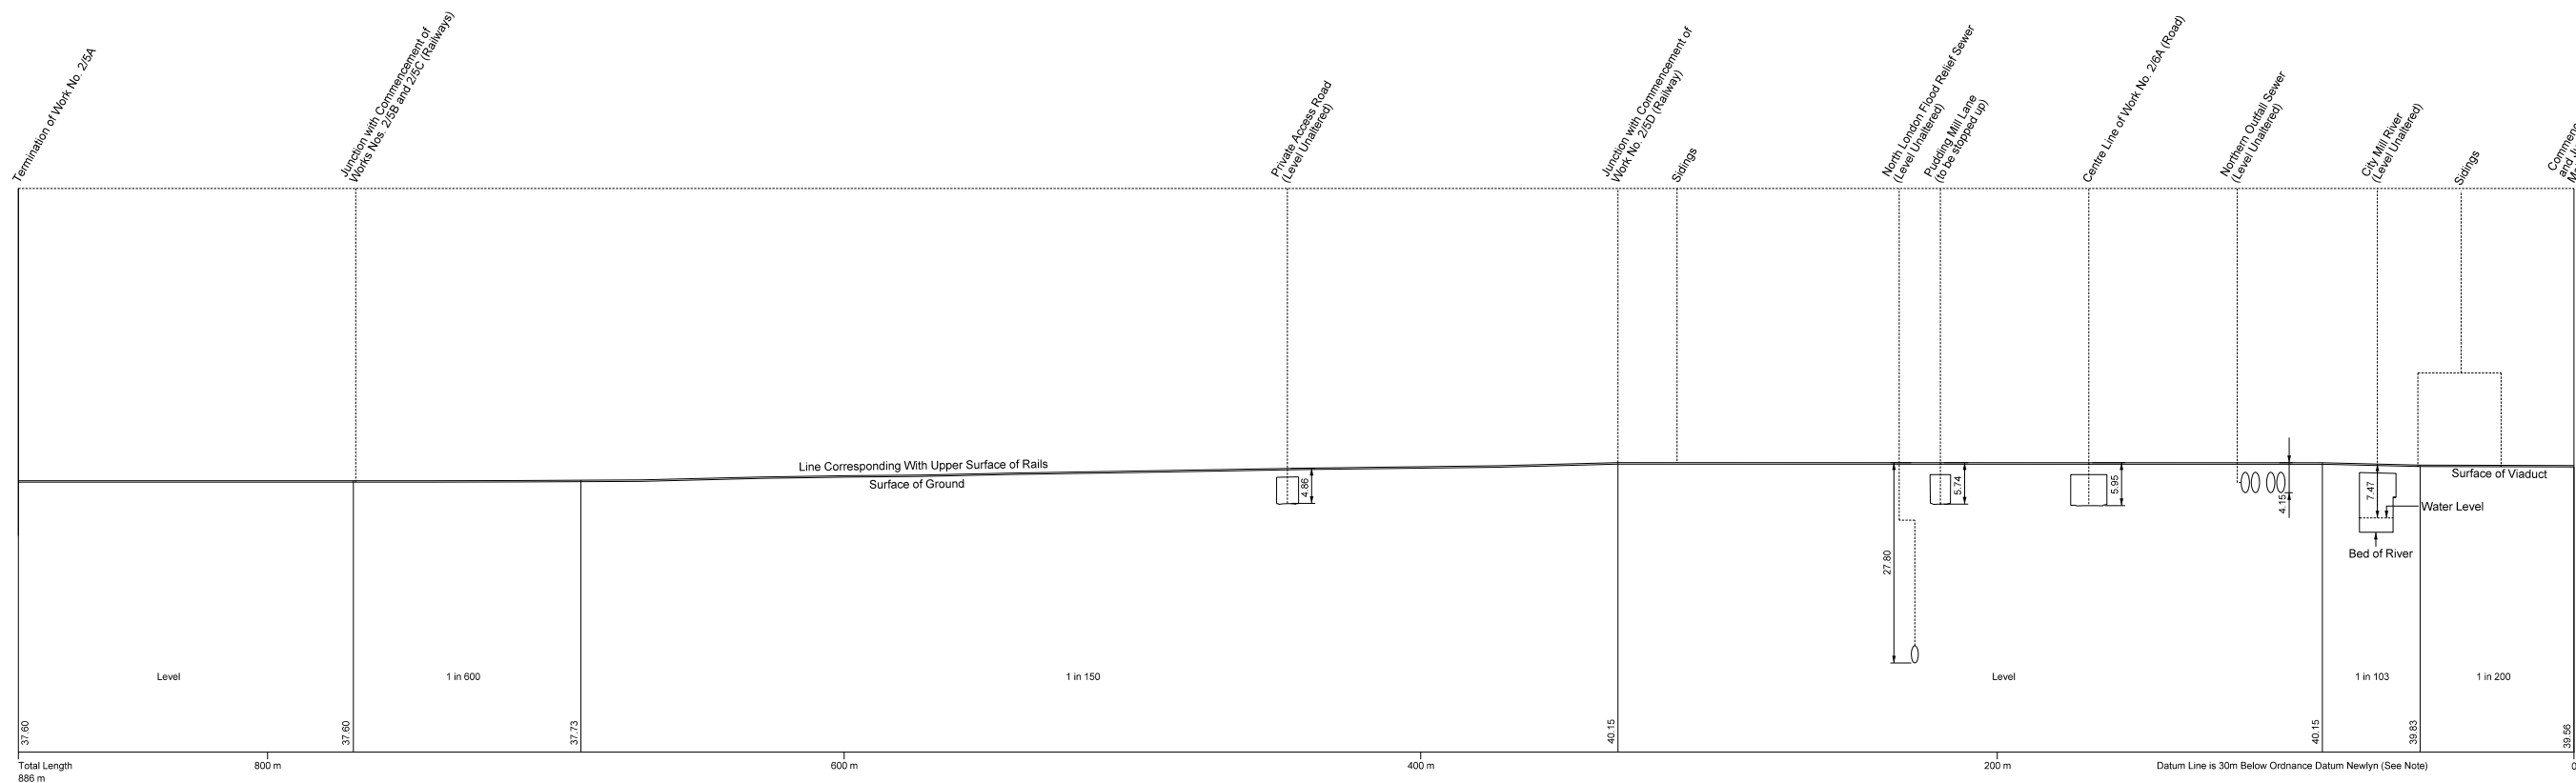 Termination of Work No. 2/5A
Junction with Commencement of
Works Nos. 2/5B and 2/5C (Railways)
Private Access Road
(Level Unaltered)
Junction with Commencement of
Work No. 2/5D (Railway)
Sidings
North London Flood Relief Sewer
(Level Unaltered)
Pudding Mill Lane
(to be stopped up)
Centre Line of Work No. 2/6A (Road)
Northern Outfall Sewer
(Level Unaltered)
City Mill River
(Level Unaltered)
Sidings
and
Line Corresponding With Upper Surface of Rails
Surface of Ground
4.86
27.80
5.74
5.95
4.15
7.47
Surface of Viaduct
Water Level
Bed of River
Level
1 in 600
1 in 150
Level
1 in 103
1 in 200
37.60
37.60
37.73
40.15
40.15
39.83
39.56
Total Length
886 m
800 m
600 m
400 m
200 m
Datum Line is 30m Below Ordnance Datum Newlyn (See Note)
0